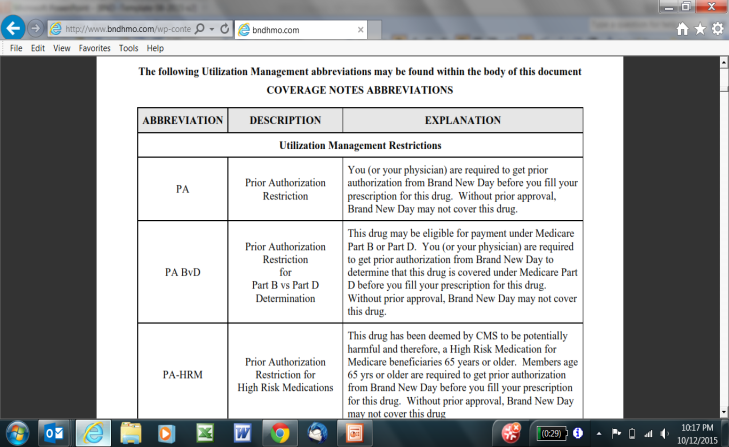 http://www.bndhmo.com/wp-conte
bndhmo.com
File Edit View Favorites Tools Help
The following Utilization Management abbreviations may be found within the body of this document
COVERAGE NOTES ABBREVIATIONS
ABBREVIATION DESCRIPTION EXPLANATION
Utilization Management Restrictions
PA
Prior Authorization
Restriction
You (or your physician) are required to get prior
authorization from Brand New Day before you fill your
prescription for this drug. Without prior approval,
Brand New Day may not cover this drug.
PA BvD
Prior Authorization
Restriction
for
Part B vs Part D
Determination
This drug may be eligible for payment under Medicare
Part B or Part D. You (or your physician) are required
to get prior authorization from Brand New Day to
determine that this drug is covered under Medicare Part
D before you fill your prescription for this drug.
Without prior approval, Brand New Day may not cover
this drug.
PA-HRM
Prior Authorization
Restriction for
High Risk Medications
This drug has been deemed by CMS to be potentially
harmful and therefore, a High Risk Medication for
Medicare beneficiaries 65 years or older. Members age
65 yrs or older are required to get prior authorization
from Brand New Day before you fill your prescription
for this drug. Without prior approval, Brand New Day
may not cover this drug
(0:29)
10:17 PM
10/12/2015